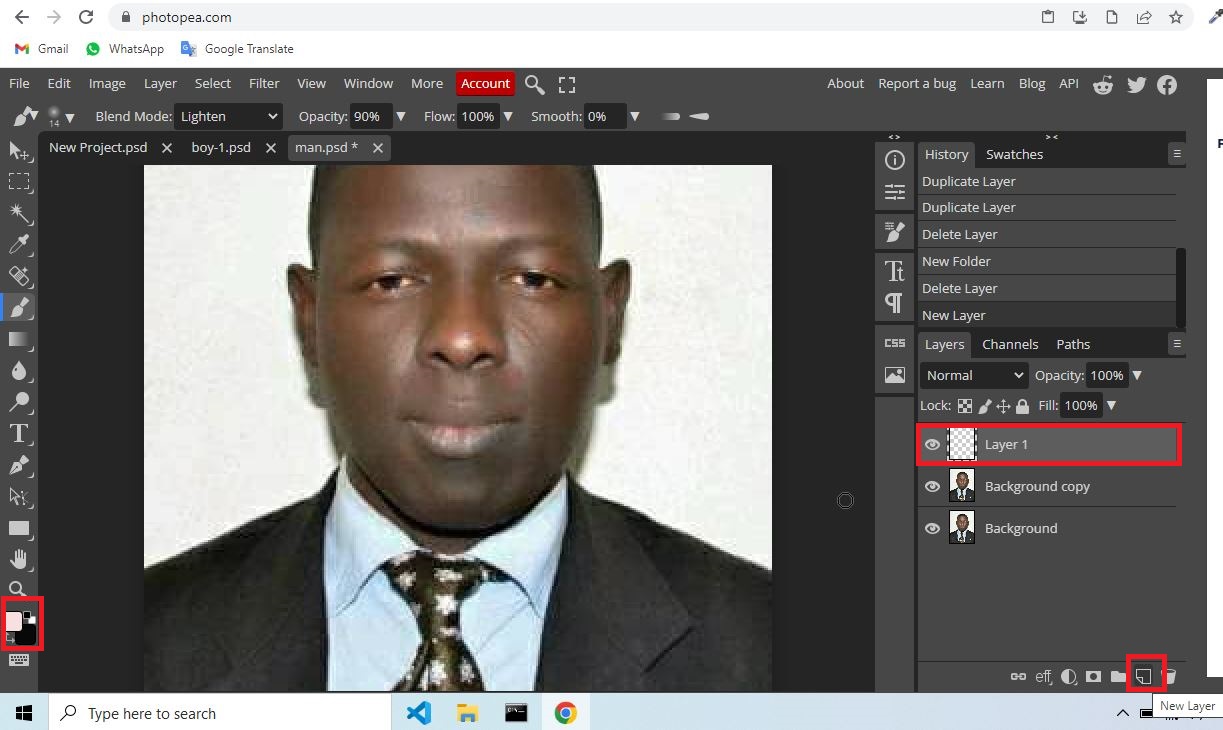 photopea.com
Gmail WhatsApp Google Translate
File Edit Image Layer Select Filter View Window More Account About Report a bug Learn Blog API
14 Blend Mode: Lighten Opacity: 90% Flow: 100% Smooth: 0%
New Project.psd boy-1.psd man.psd *
History Swatches
Duplicate Layer
Duplicate Layer
Delete Layer
New Folder
Delete Layer
New Layer
CSS
Layers Channels Paths
Normal Opacity: 100%
Lock: Fill: 100%
Layer 1
Background copy
Background
eff
Type here to search
New Layer